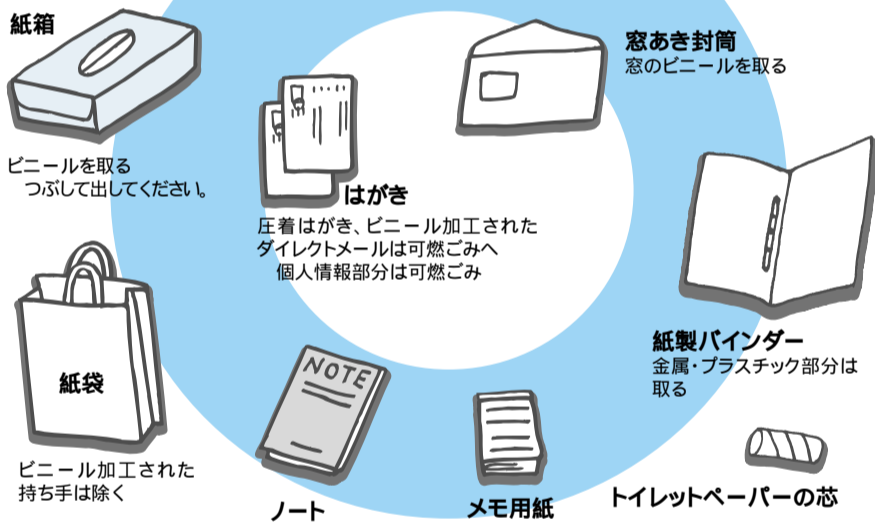 紙箱
ビニールを取る
つぶして出してください。
はがき
圧着はがき、ビニール加工された
ダイレクトメールは可燃ごみへ
個人情報部分は可燃ごみ
窓あき封筒
窓のビニールを取る
紙製バインダー
金属・プラスチック部分は
取る
紙袋
ビニール加工された
持ち手は除く
NOTE
ノート
メモ用紙
トイレットペーパーの芯